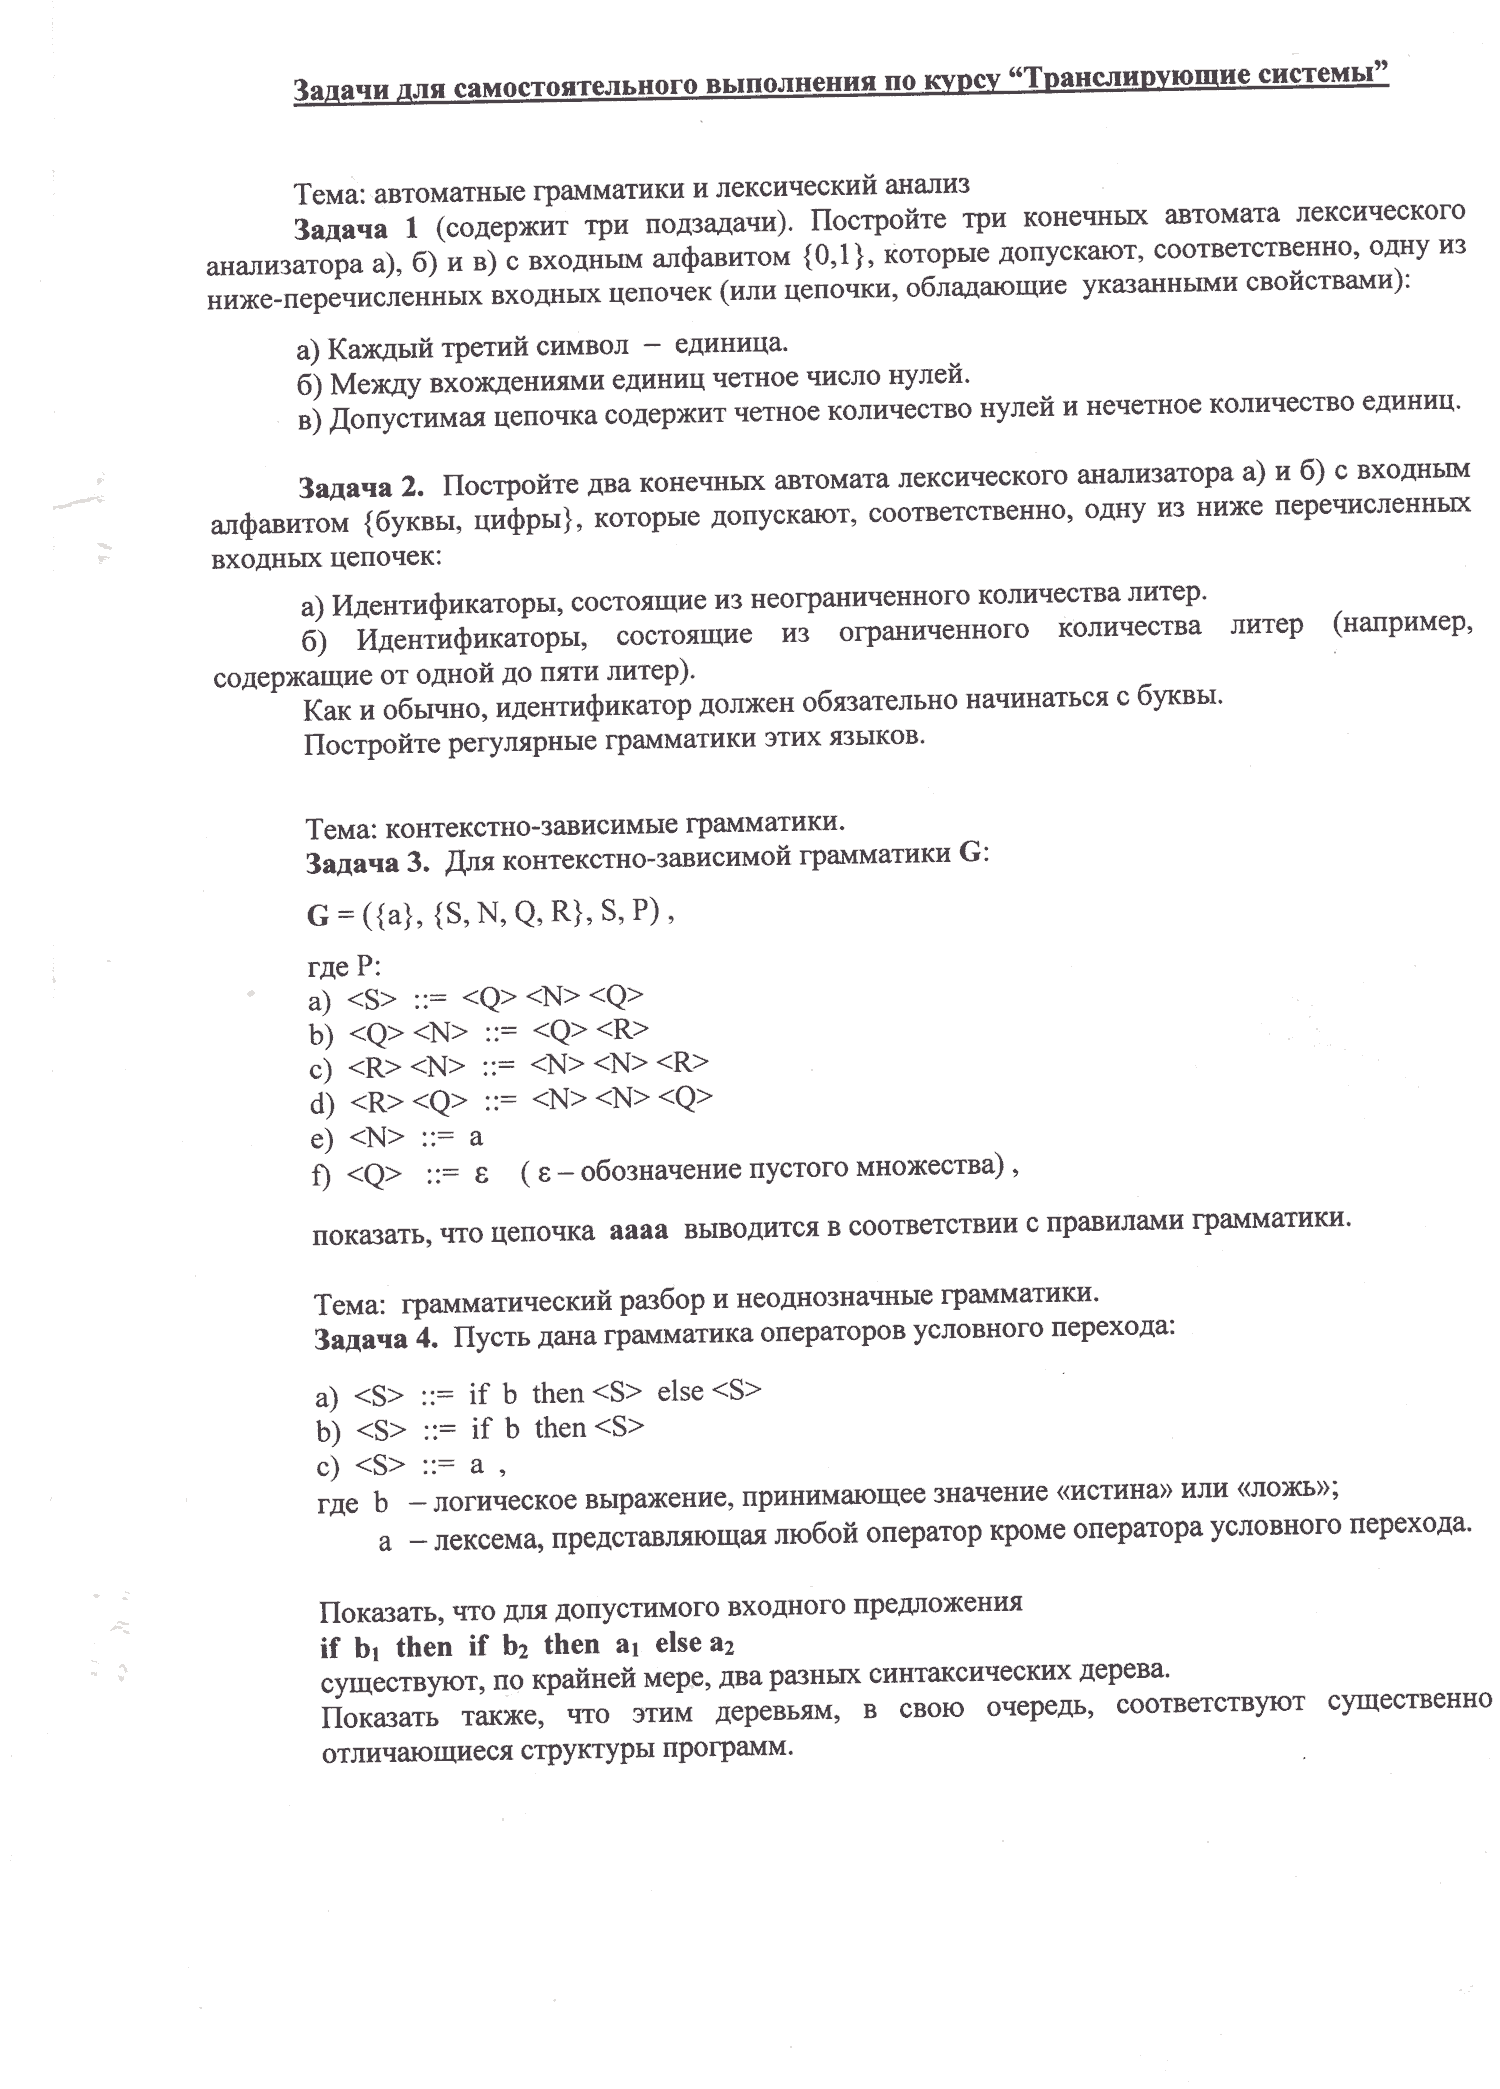 Задачи для самостоятельного выполнения по курсу “Транслирующие системы”
Тема: автоматные грамматики и лексический анализ
Задача 1 (содержит три подзадачи). Постройте три конечных автомата лексического
анализатора а), б) и в) с входным алфавитом {0,1}, которые допускают, соответственно, одну из
ниже-перечисленных входных цепочек (или цепочки, обладающие указанными свойствами):
а) Каждый третий символ – единица.
б) Между вхождениями единиц четное число нулей.
в) Допустимая цепочка содержит четное количество нулей и нечетное количество единиц.
Задача 2. Постройте два конечных автомата лексического анализатора а) и б) с входным
алфавитом {буквы, цифры}, которые допускают, соответственно, одну из ниже перечисленных
входных цепочек:
а) Идентификаторы, состоящие из неограниченного количества литер.
б) Идентификаторы, состоящие из ограниченного количества литер (например,
содержащие от одной до пяти литер).
Как и обычно, идентификатор должен обязательно начинаться с буквы.
Постройте регулярные грамматики этих языков.
Тема: контекстно-зависимые грамматики.
Задача 3. Для контекстно-зависимой грамматики G:
G = ({a}, {S, N, Q, R}, S, P) ,
где P:
a) <S> ::= <Q> <N> <Q>
b) <Q> <N> ::= <Q> <R>
c) <R> <N> ::= <N> <N> <R>
d) <R> <Q> ::= <N> <N> <Q>
e) <N> ::= a
f) <Q> ::= ε ( ε – обозначение пустого множества) ,
показать, что цепочка aaaa выводится в соответствии с правилами грамматики.
Тема: грамматический разбор и неоднозначные грамматики.
Задача 4. Пусть дана грамматика операторов условного перехода:
a) <S> ::= if b then <S> else <S>
b) <S> ::= if b then <S>
c) <S> ::= a ,
где b – логическое выражение, принимающее значение «истина» или «ложь»;
a – лексема, представляющая любой оператор кроме оператора условного перехода.
Показать, что для допустимого входного предложения
if b₁ then if b₂ then a₁ else a₂
существуют, по крайней мере, два разных синтаксических дерева.
Показать также, что этим деревьям, в свою очередь, соответствуют существенно
отличающиеся структуры программ.